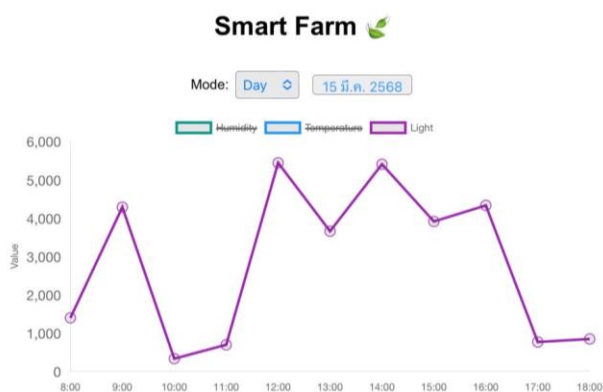 Smart Farm 🌿
Mode: Day 15 มี.ค. 2568
Humidity Temperature Light
6,000
5,000
4,000
3,000
2,000
1,000
0
Value
8:00 9:00 10:00 11:00 12:00 13:00 14:00 15:00 16:00 17:00 18:00